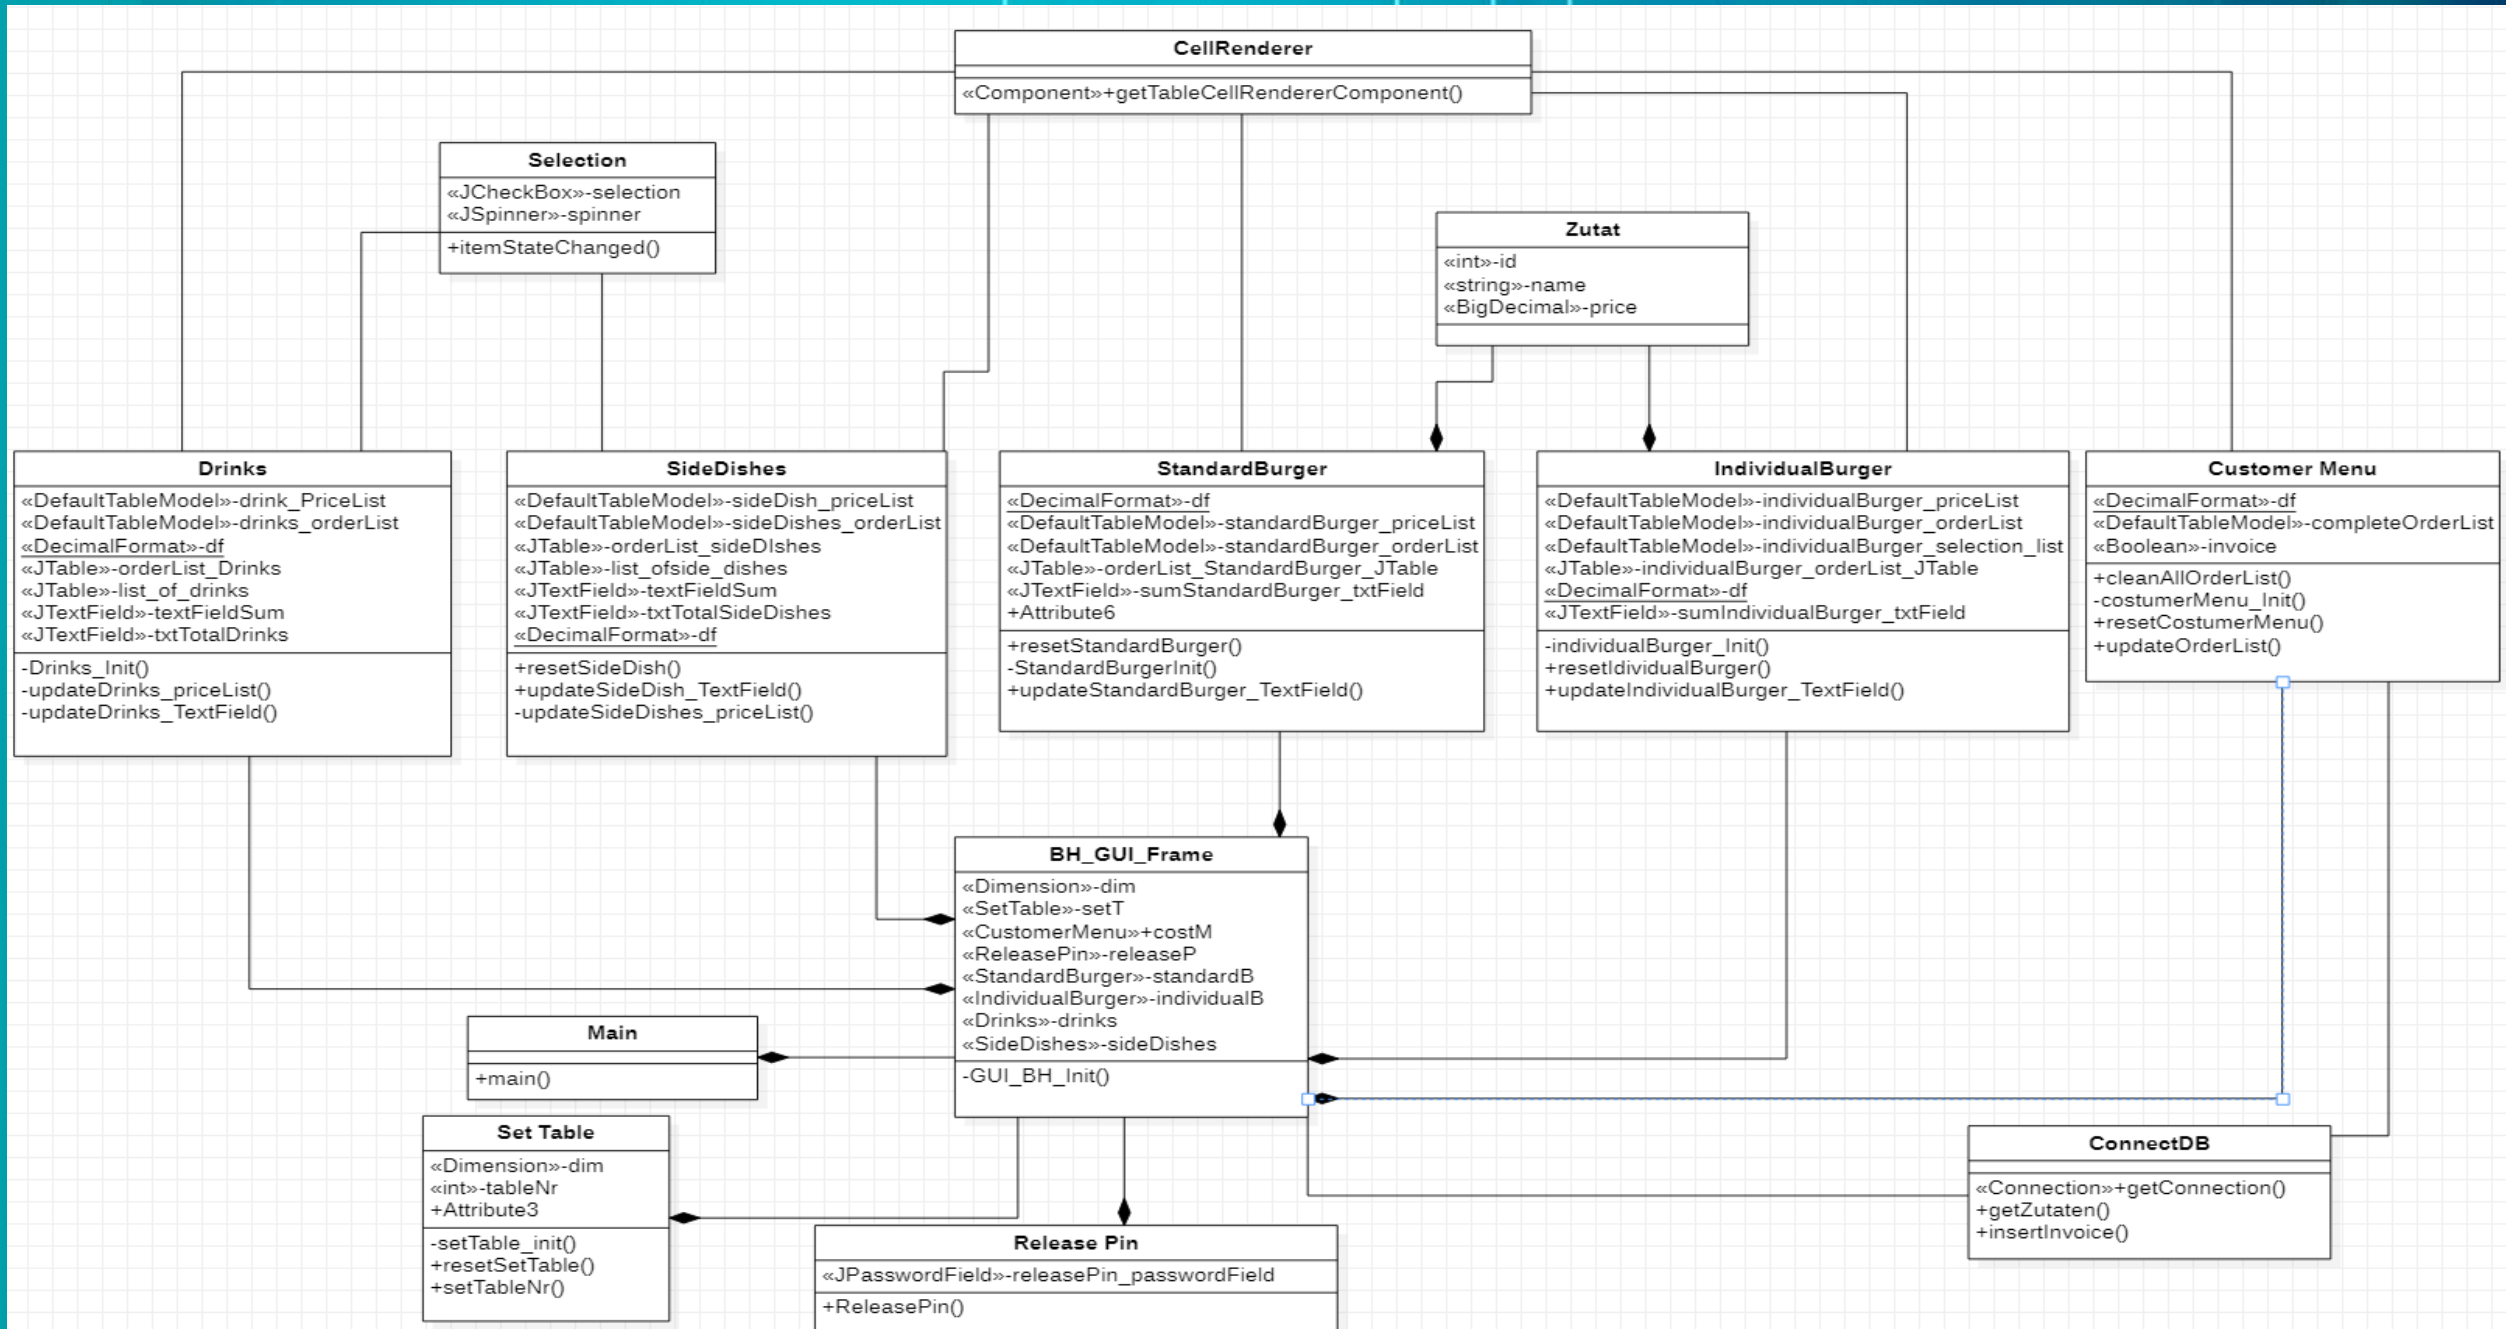 CellRenderer
«Component»+getTableCellRendererComponent()
Selection
«JCheckBox»-selection
«JSpinner»-spinner
+itemStateChanged()
Zutat
«int»-id
«string»-name
«BigDecimal»-price
Drinks
«DefaultTableModel»-drink_PriceList
«DefaultTableModel»-drinks_orderList
«DecimalFormat»-df
«JTable»-orderList_Drinks
«JTable»-list_of_drinks
«JTextField»-textFieldSum
«JTextField»-txtTotalDrinks
-Drinks_Init()
-updateDrinks_priceList()
-updateDrinks_TextField()
SideDishes
«DefaultTableModel»-sideDish_priceList
«DefaultTableModel»-sideDishes_orderList
«JTable»-orderList_sideDIshes
«JTable»-list_ofside_dishes
«JTextField»-textFieldSum
«JTextField»-txtTotalSideDishes
«DecimalFormat»-df
+resetSideDish()
+updateSideDish_TextField()
-updateSideDishes_priceList()
StandardBurger
«DecimalFormat»-df
«DefaultTableModel»-standardBurger_priceList
«DefaultTableModel»-standardBurger_orderList
«JTable»-orderList_StandardBurger_JTable
«JTextField»-sumStandardBurger_txtField
+Attribute6
+resetStandardBurger()
-StandardBurgerInit()
+updateStandardBurger_TextField()
IndividualBurger
«DefaultTableModel»-individualBurger_priceList
«DefaultTableModel»-individualBurger_orderList
«DefaultTableModel»-individualBurger_selection_list
«JTable»-individualBurger_orderList_JTable
«DecimalFormat»-df
«JTextField»-sumIndividualBurger_txtField
-individualBurger_Init()
+resetIdividualBurger()
+updateIndividualBurger_TextField()
Customer Menu
«DecimalFormat»-df
«DefaultTableModel»-completeOrderList
«Boolean»-invoice
+cleanAllOrderList()
-costumerMenu_Init()
+resetCostumerMenu()
+updateOrderList()
BH_GUI_Frame
«Dimension»-dim
«SetTable»-setT
«CustomerMenu»+costM
«ReleasePin»-releaseP
«StandardBurger»-standardB
«IndividualBurger»-individualB
«Drinks»-drinks
«SideDishes»-sideDishes
-GUI_BH_Init()
Main
+main()
Set Table
«Dimension»-dim
«int»-tableNr
+Attribute3
-setTable_init()
+resetSetTable()
+setTableNr()
Release Pin
«JPasswordField»-releasePin_passwordField
+ReleasePin()
ConnectDB
«Connection»+getConnection()
+getZutaten()
+insertInvoice()